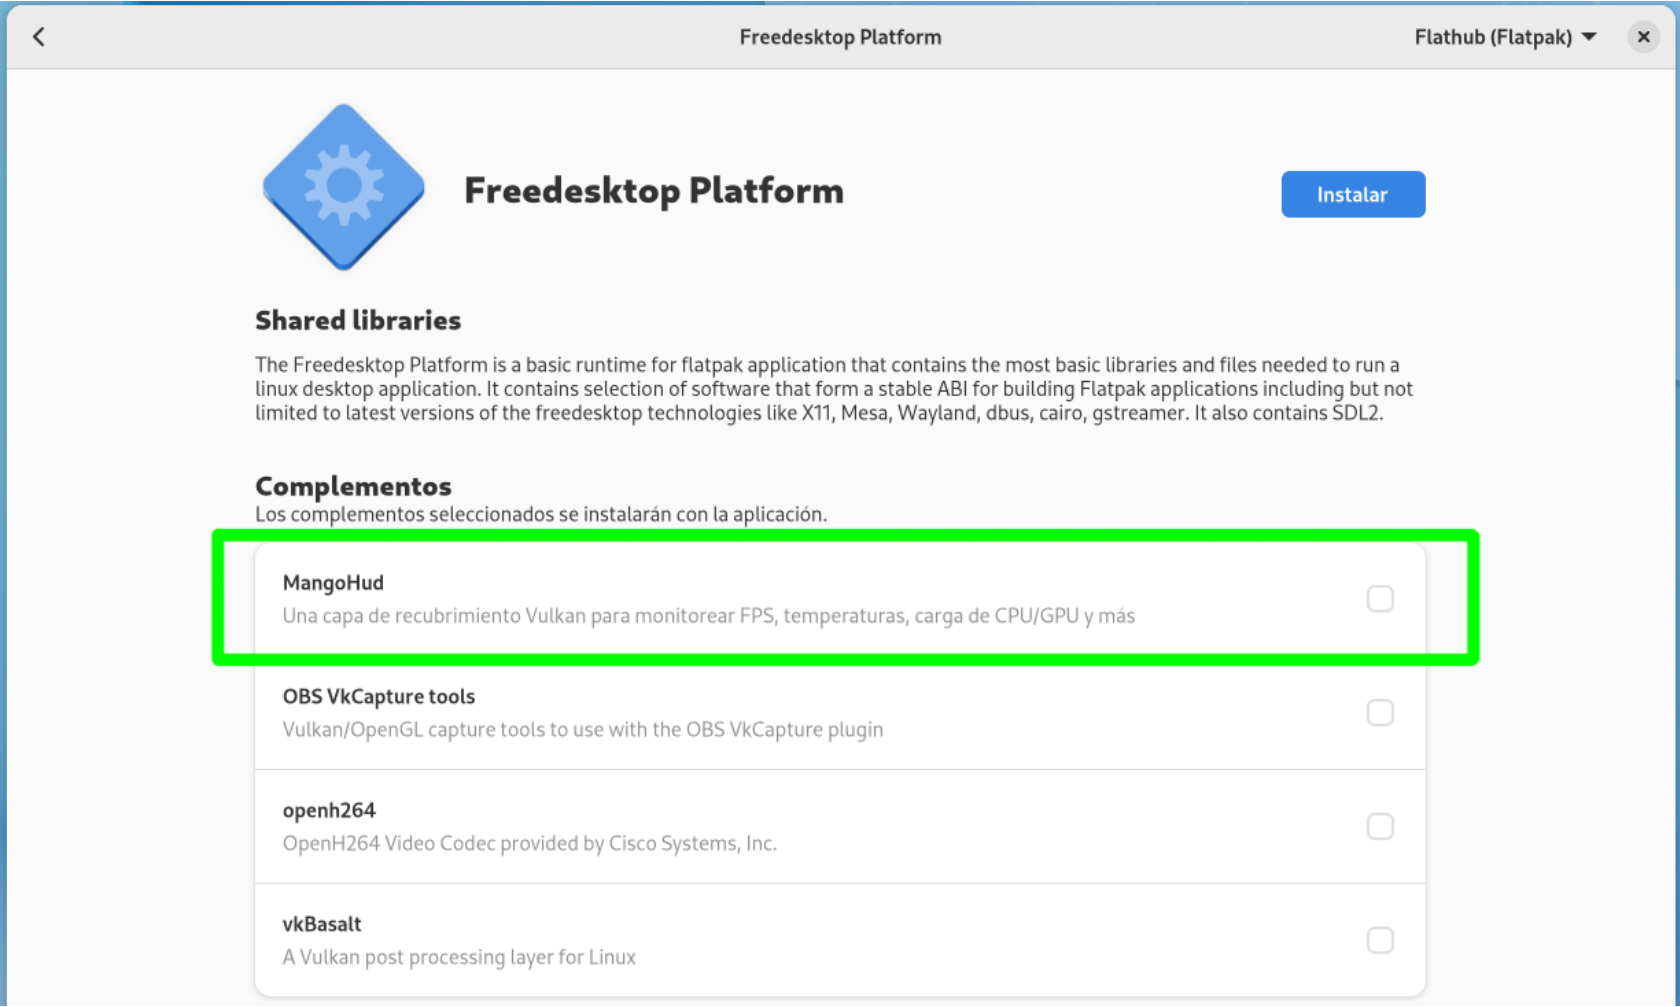 Freedesktop Platform
Flathub (Flatpak)
Freedesktop Platform
Instalar
Shared libraries
The Freedesktop Platform is a basic runtime for flatpak application that contains the most basic libraries and files needed to run a
linux desktop application. It contains selection of software that form a stable ABI for building Flatpak applications including but not
limited to latest versions of the freedesktop technologies like X11, Mesa, Wayland, dbus, cairo, gstreamer. It also contains SDL2.
Complementos
Los complementos seleccionados se instalarán con la aplicación.
MangoHud
Una capa de recubrimiento Vulkan para monitorear FPS, temperaturas, carga de CPU/GPU y más
OBS VkCapture tools
Vulkan/OpenGL capture tools to use with the OBS VkCapture plugin
openh264
OpenH264 Video Codec provided by Cisco Systems, Inc.
vkBasalt
A Vulkan post processing layer for Linux